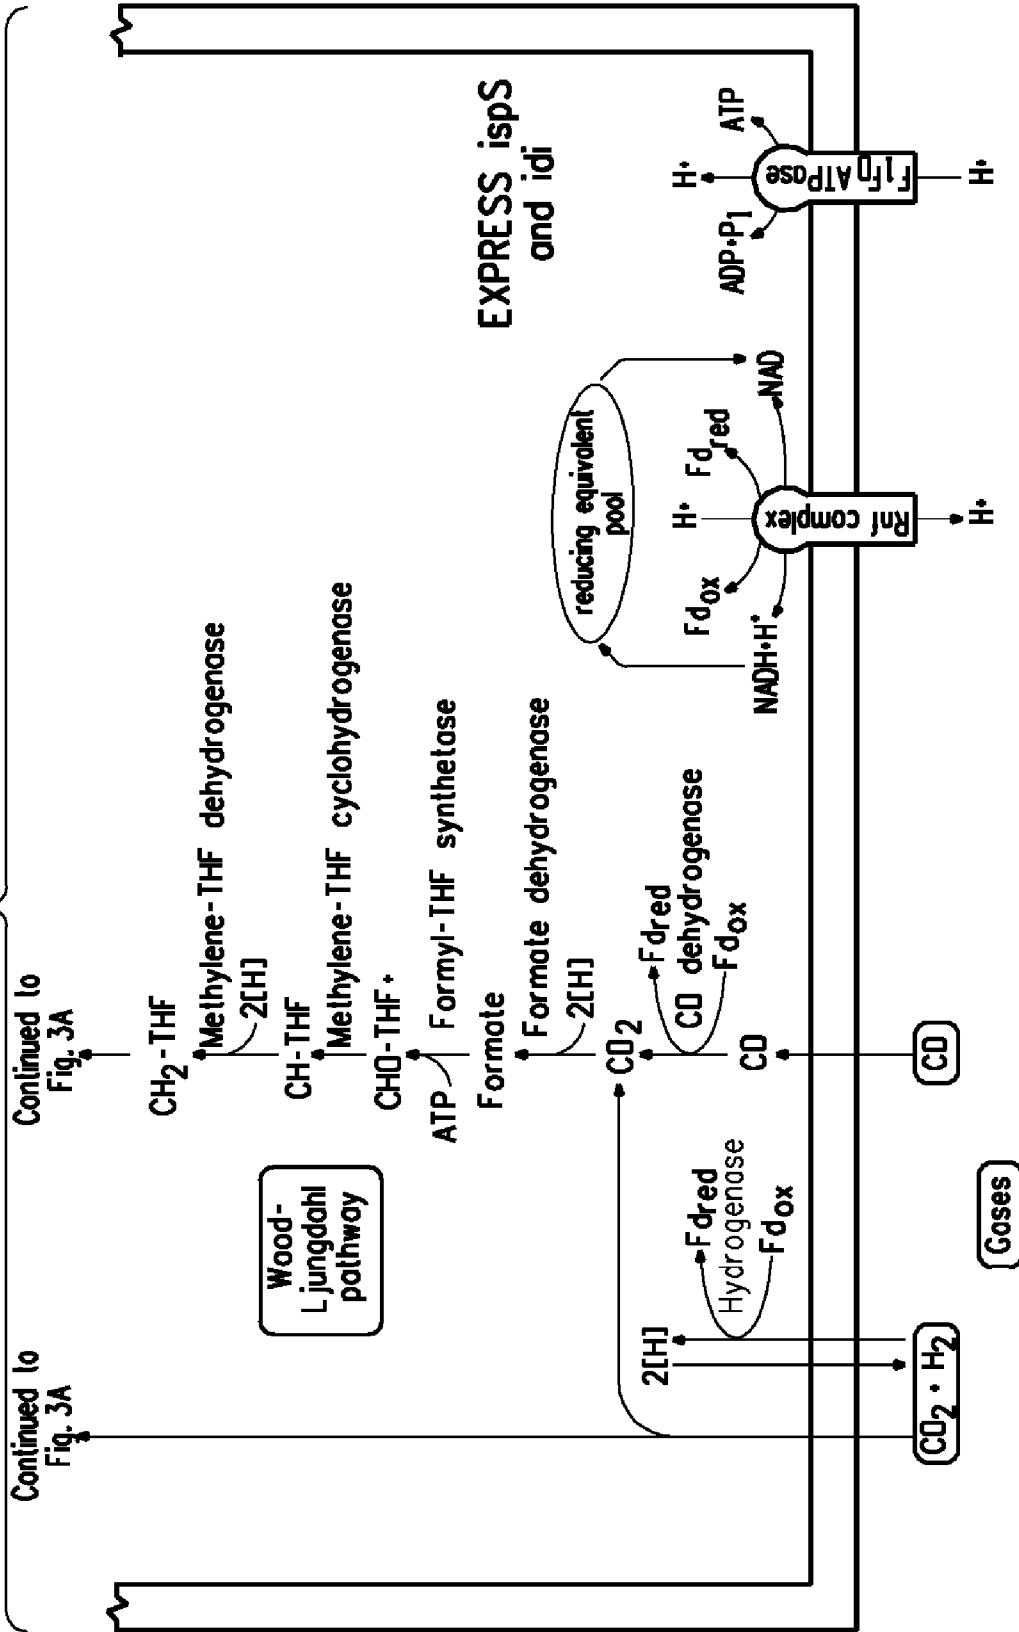 Continued to
Fig. 3A
Continued to
Fig. 3A
CH2-THF
Methylene-THF dehydrogenase
2[H]
CH-THF
Methylene-THF cyclohydrogenase
CHO-THF+
ATP
Formyl-THF synthetase
Formate
Formate dehydrogenase
2[H]
CO2
Fdred
CO dehydrogenase
Fdox
CO
CO
Wood-
Ljungdahl
pathway
2[H]
Fdred
Hydrogenase
Fdox
CO2 · H2
Gases
EXPRESS ispS
and idi
reducing equivalent
pool
NADH·H+
NAD
Fdox
H+
Fdred
Rnf complex
H+
ADP·P1
H+
ATP
F1F0 ATPase
H+